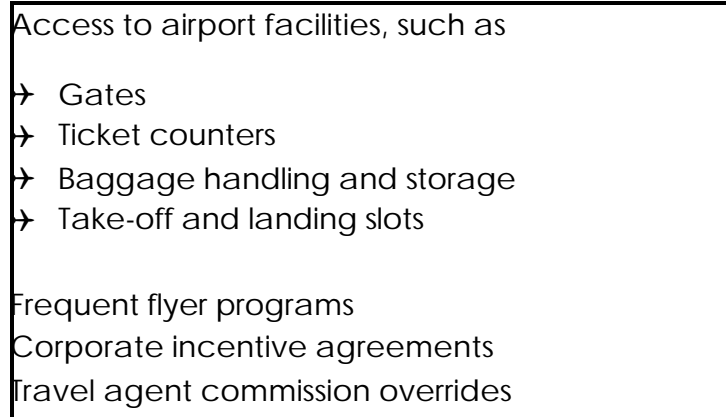 Access to airport facilities, such as
✈ Gates
✈ Ticket counters
✈ Baggage handling and storage
✈ Take-off and landing slots
Frequent flyer programs
Corporate incentive agreements
Travel agent commission overrides